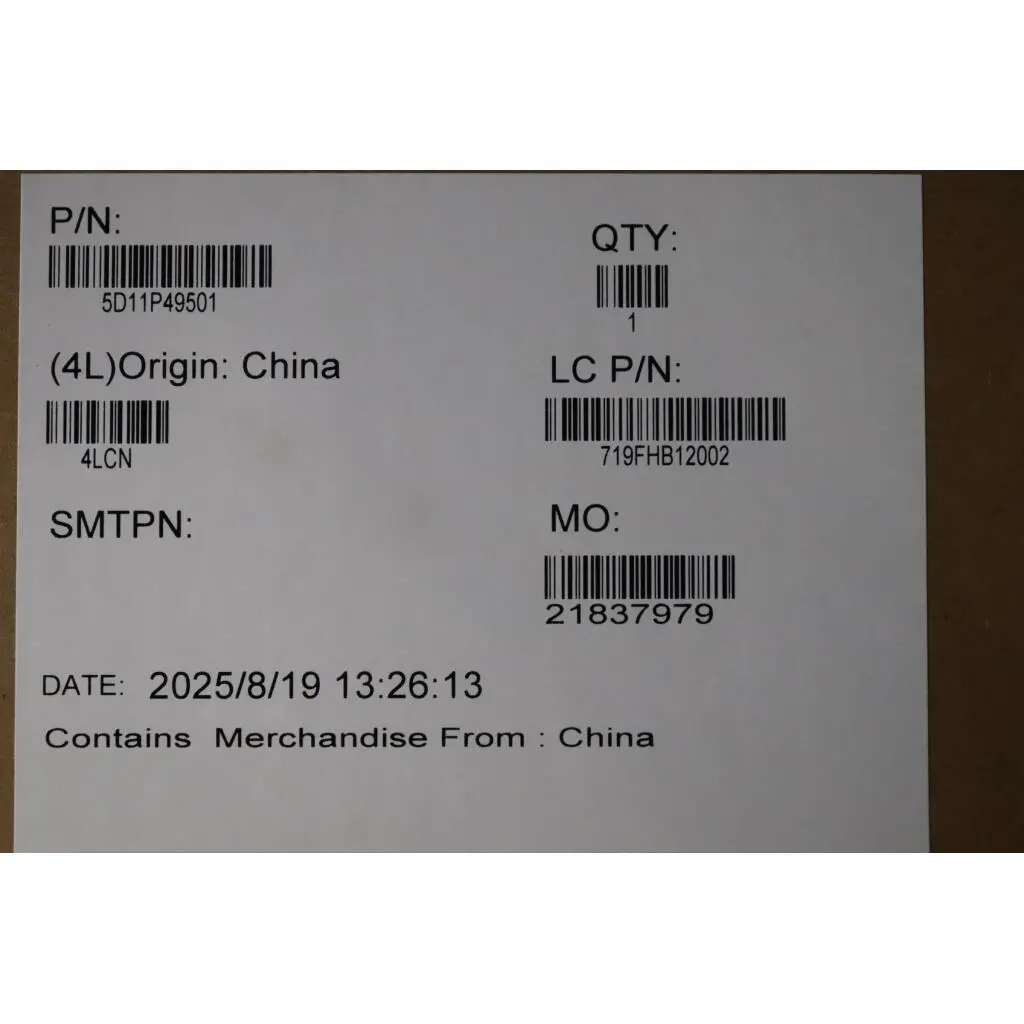 P/N:
5D11P49501
QTY:
1
(4L)Origin: China
4LCN
LC P/N:
719FHB12002
SMTPN:
MO:
21837979
DATE: 2025/8/19 13:26:13
Contains Merchandise From : China